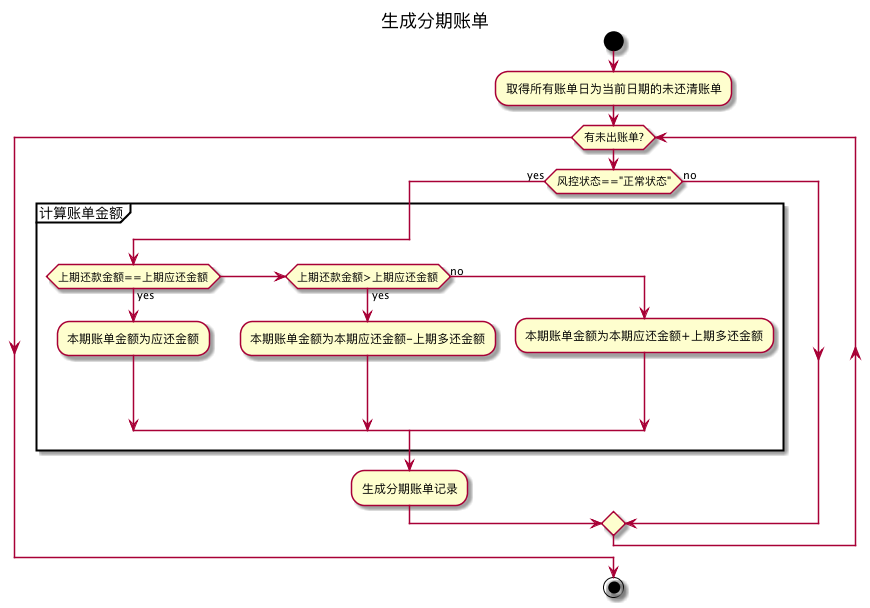 生成分期账单
取得所有账单日为当前日期的未还清账单
有未出账单?
yes
风控状态=="正常状态"
no
计算账单金额
上期还款金额==上期应还金额
上期还款金额>上期应还金额
no
yes
yes
本期账单金额为应还金额
本期账单金额为本期应还金额-上期多还金额
本期账单金额为本期应还金额+上期多还金额
生成分期账单记录